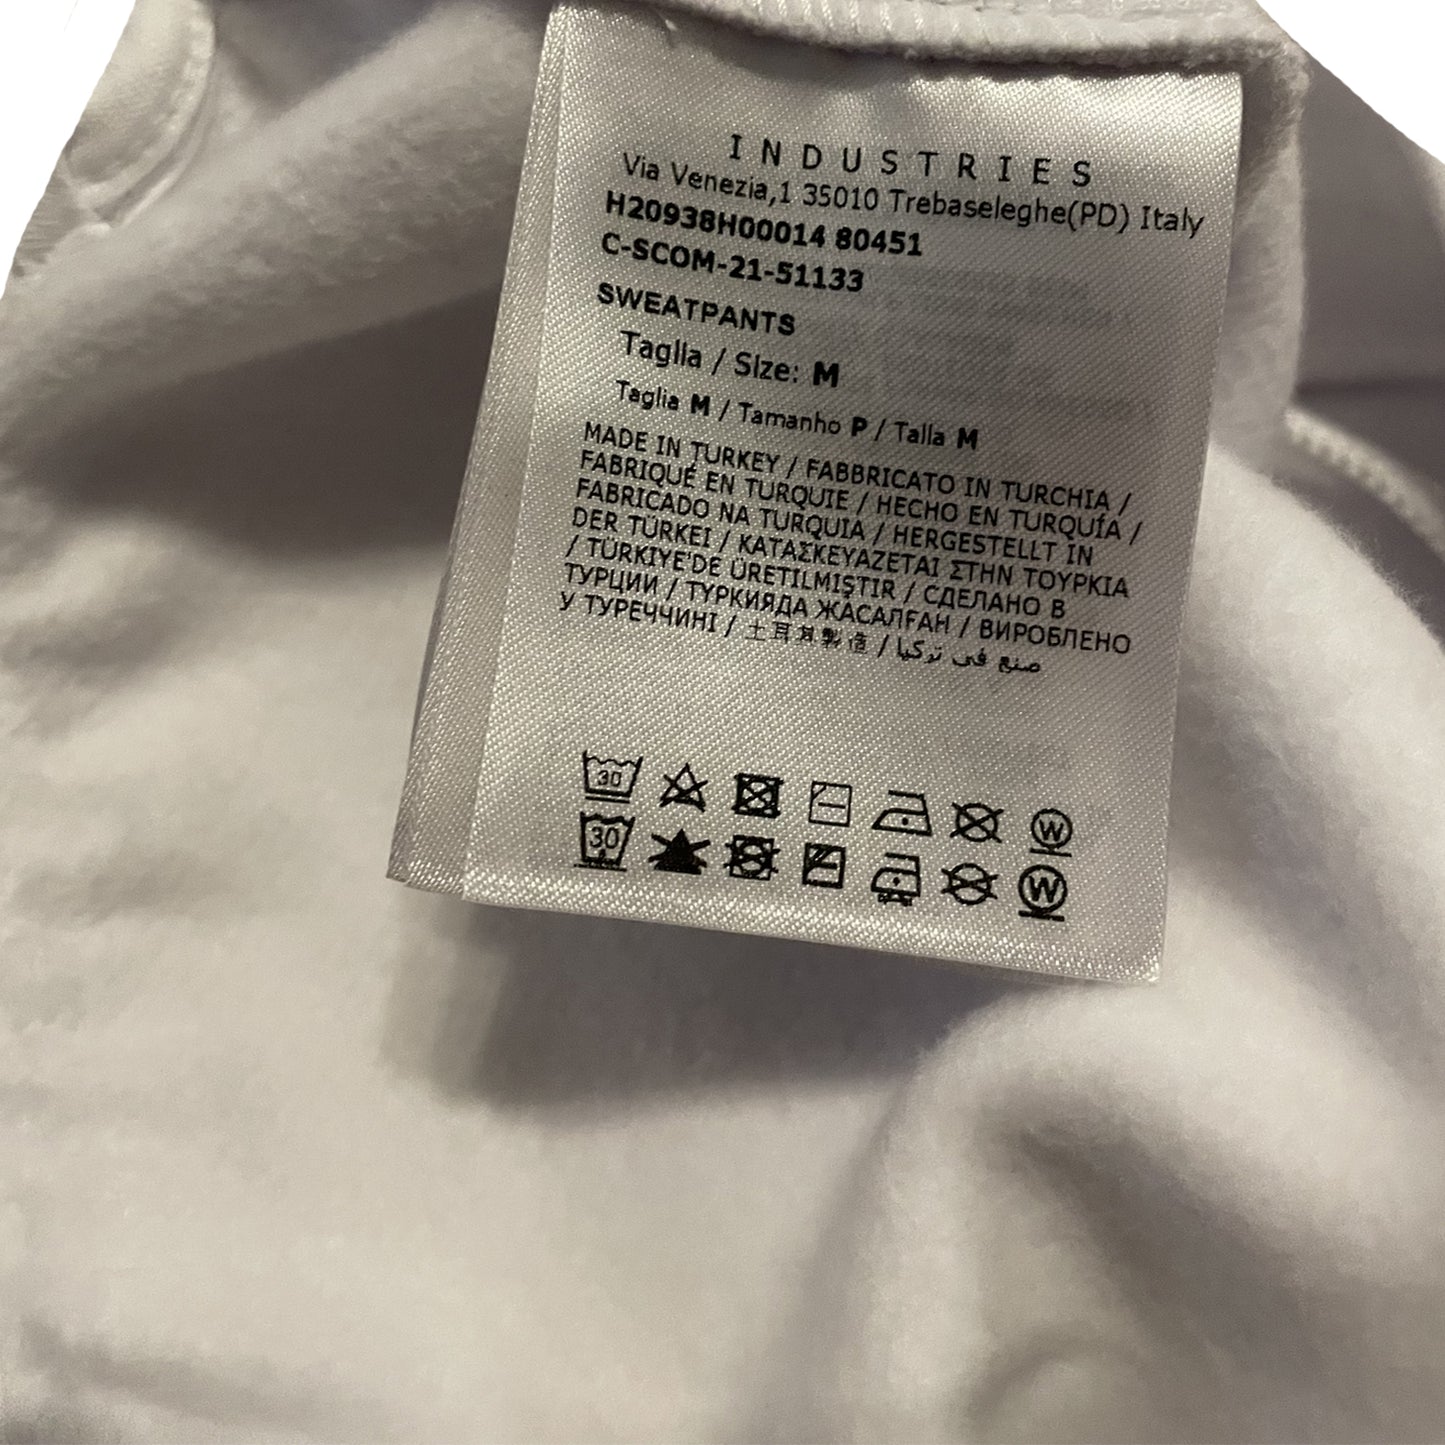 INDUSTRIES
Via Venezia,1 35010 Trebaseleghe(PD) Italy
H20938H00014 80451
C-SCOM-21-51133
SWEATPANTS
Taglia / Size: M
Taglia M / Tamanho P / Talla M
MADE IN TURKEY / FABBRICATO IN TURCHIA /
FABRIQUÉ EN TURQUIE / HECHO EN TURQUÍA /
FABRICADO NA TURQUIA / HERGESTELLT IN
DER TÜRKEI / ΚΑΤΑΣΚΕΥΑΖΕΤΑΙ ΣΤΗΝ ΤΟΥΡΚΙΑ
/ TÜRKIYE'DE ÜRETILMIŞTIR / СДЕЛАНО В
ТУРЦИИ / ТҮРКИЯДА ЖАСАЛҒАН / ВИРОБЛЕНО
У ТУРЕЧЧИНІ / 土耳其製造 / صنع في تركيا
30
W
30
W